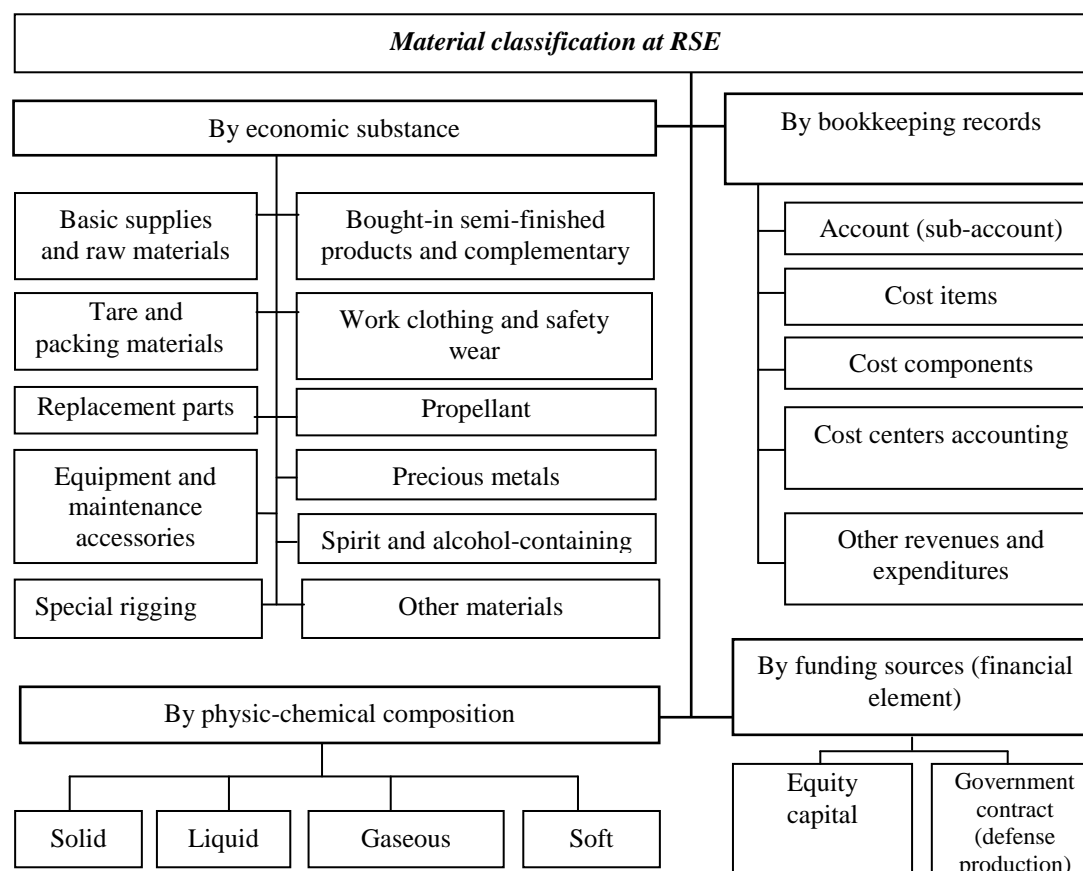 Material classification at RSE
By economic substance
Basic supplies
and raw materials
Bought-in semi-finished
products and complementary
Tare and
packing materials
Work clothing and safety
wear
Replacement parts
Propellant
Equipment and
maintenance
accessories
Precious metals
Spirit and alcohol-containing
Special rigging
Other materials
By bookkeeping records
Account (sub-account)
Cost items
Cost components
Cost centers accounting
Other revenues and
expenditures
By physic-chemical composition
Solid
Liquid
Gaseous
Soft
By funding sources (financial
element)
Equity
capital
Government
contract
(defense
production)